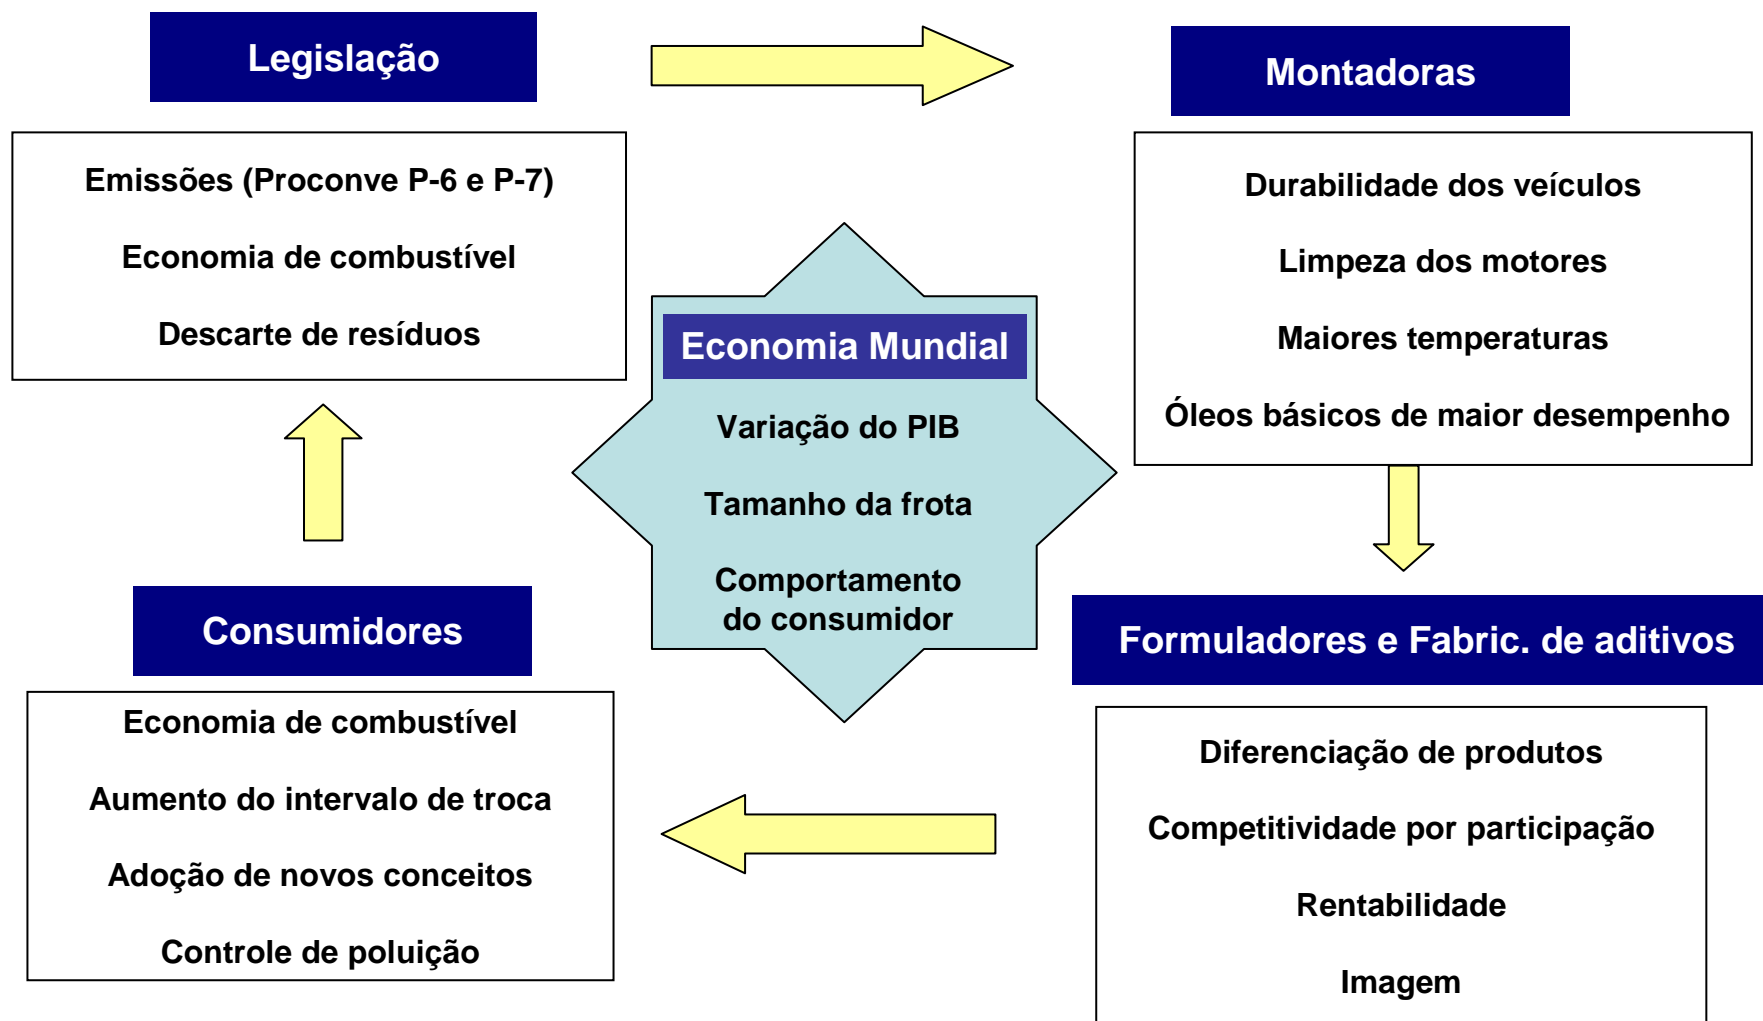 Legislação
Emissões (Proconve P-6 e P-7)
Economia de combustível
Descarte de resíduos
Montadoras
Durabilidade dos veículos
Limpeza dos motores
Maiores temperaturas
Óleos básicos de maior desempenho
Economia Mundial
Variação do PIB
Tamanho da frota
Comportamento
do consumidor
Formuladores e Fabric. de aditivos
Diferenciação de produtos
Competitividade por participação
Rentabilidade
Imagem
Consumidores
Economia de combustível
Aumento do intervalo de troca
Adoção de novos conceitos
Controle de poluição